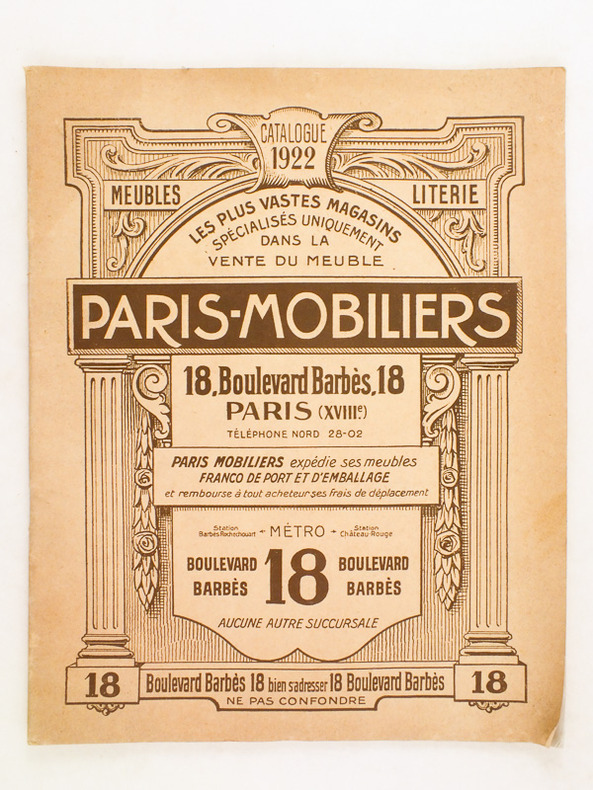 CATALOGUE
1922
MEUBLES
LITERIE
LES PLUS VASTES MAGASINS
SPÉCIALISÉS UNIQUEMENT
DANS LA
VENTE DU MEUBLE
PARIS-MOBILIERS
18, Boulevard Barbès, 18
PARIS (XVIIIe)
TÉLÉPHONE NORD 28-02
PARIS MOBILIERS expédie ses meubles
FRANCO DE PORT ET D'EMBALLAGE
et rembourse à tout acheteur ses frais de déplacement
Station
Barbès Rochechouart
- MÉTRO -
Station
Château-Rouge
BOULEVARD
BARBÈS
18
BOULEVARD
BARBÈS
AUCUNE AUTRE SUCCURSALE
18
Boulevard Barbès 18 bien s'adresser 18 Boulevard Barbès
18
NE PAS CONFONDRE